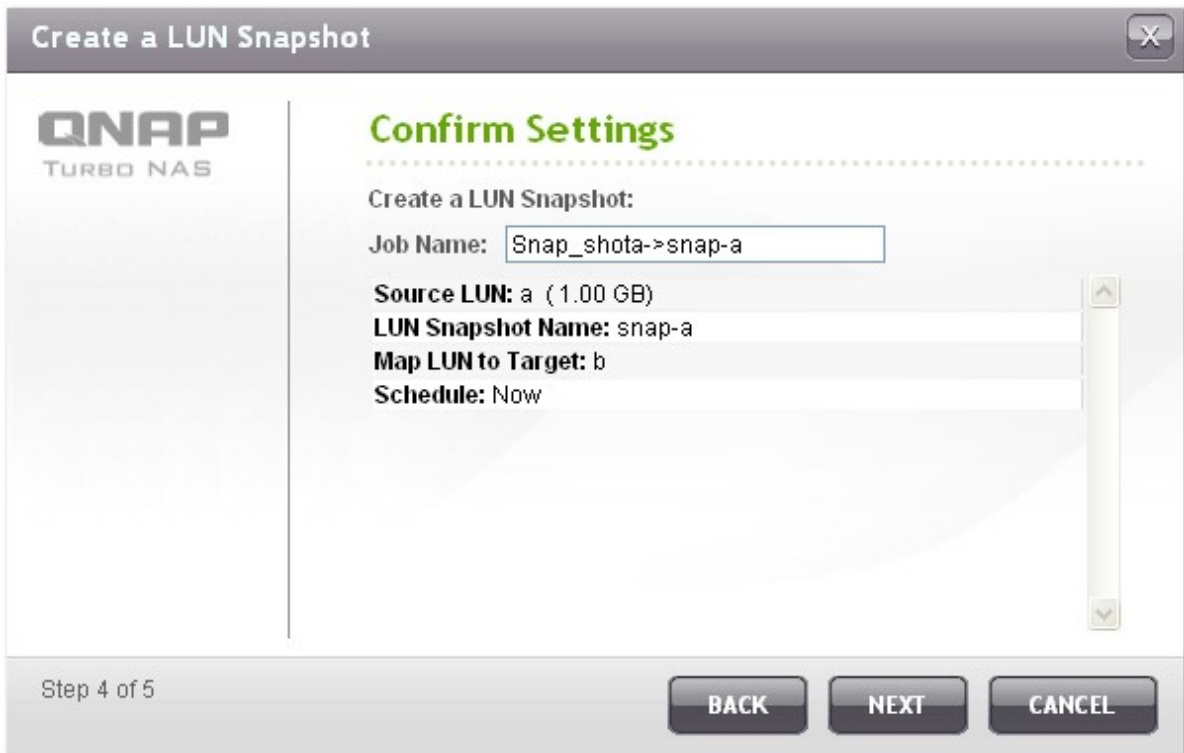 Create a LUN Snapshot
X
QNAP
TURBO NAS
Confirm Settings
Create a LUN Snapshot:
Job Name: Snap_shota->snap-a
Source LUN: a (1.00 GB)
LUN Snapshot Name: snap-a
Map LUN to Target: b
Schedule: Now
Step 4 of 5
BACK NEXT CANCEL